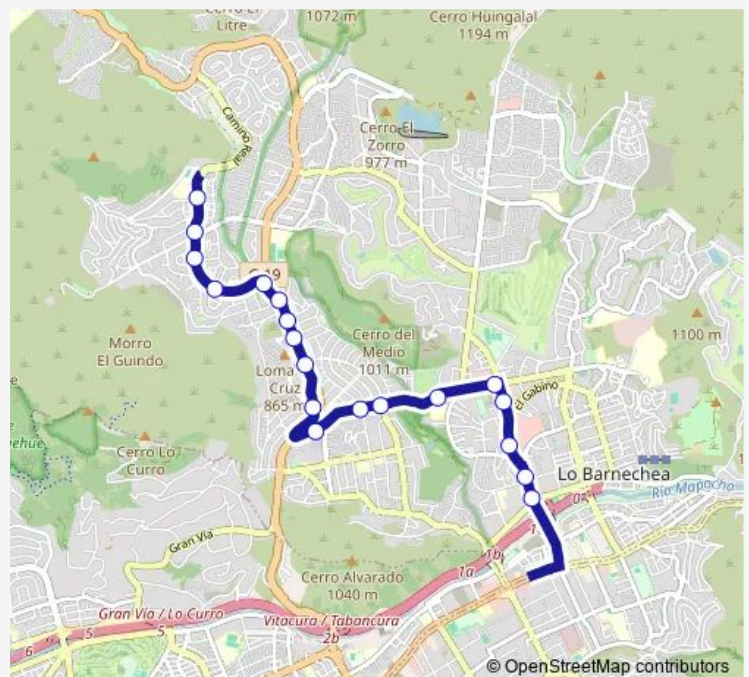 Cerro El
Litre
1072 m
Cerro Huingalal
1194 m
Camino Real
Cerro El
Zorro
977 m
Morro
El Guindo
Cerro del
Medio
1011 m
1100 m
Loma
Cruz
865 m
el Gabino
Cerro Lo
Curro
Lo Barnechea
Río Mapocho
Gran Vía
1b
1a
Cerro Alvarado
1040 m
Gran Vía / Lo Curro
Vitacura / Tabancura
2b
5
5
6
© OpenStreetMap contributors